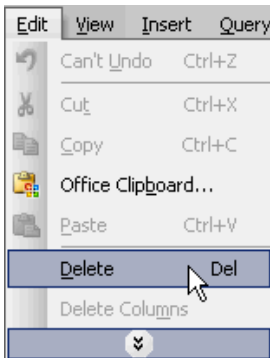 Edit View Insert Query
Can't Undo Ctrl+Z
Cut Ctrl+X
Copy Ctrl+C
Office Clipboard...
Paste Ctrl+V
Delete Del
Delete Columns